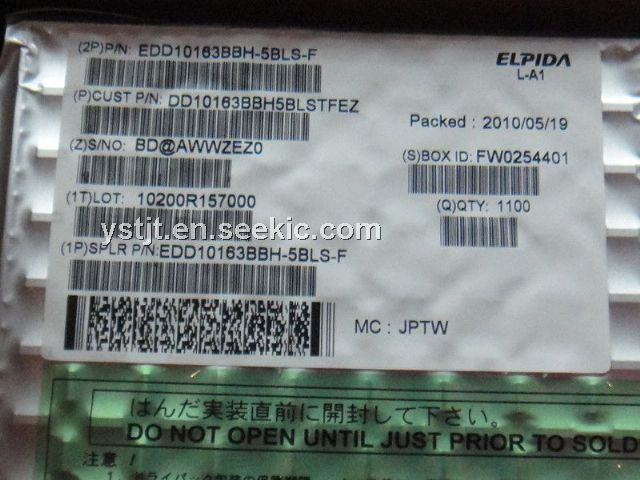 (2P)P/N: EDD10163BBH-5BLS-F
ELPIDA
L-A1
(P)CUST P/N: DD10163BBH5BLSTFEZ
Packed : 2010/05/19
(Z)S/NO: BD@AWWZEZ0
(S)BOX ID: FW0254401
(1T)LOT: 10200R157000
(Q)QTY: 1100
ystjt.en.seekic.com
(1P)SPLR P/N:EDD10163BBH-5BLS-F
MC : JPTW
はんだ実装直前に開封して下さい。
DO NOT OPEN UNTIL JUST PRIOR TO SOLD
注意 !